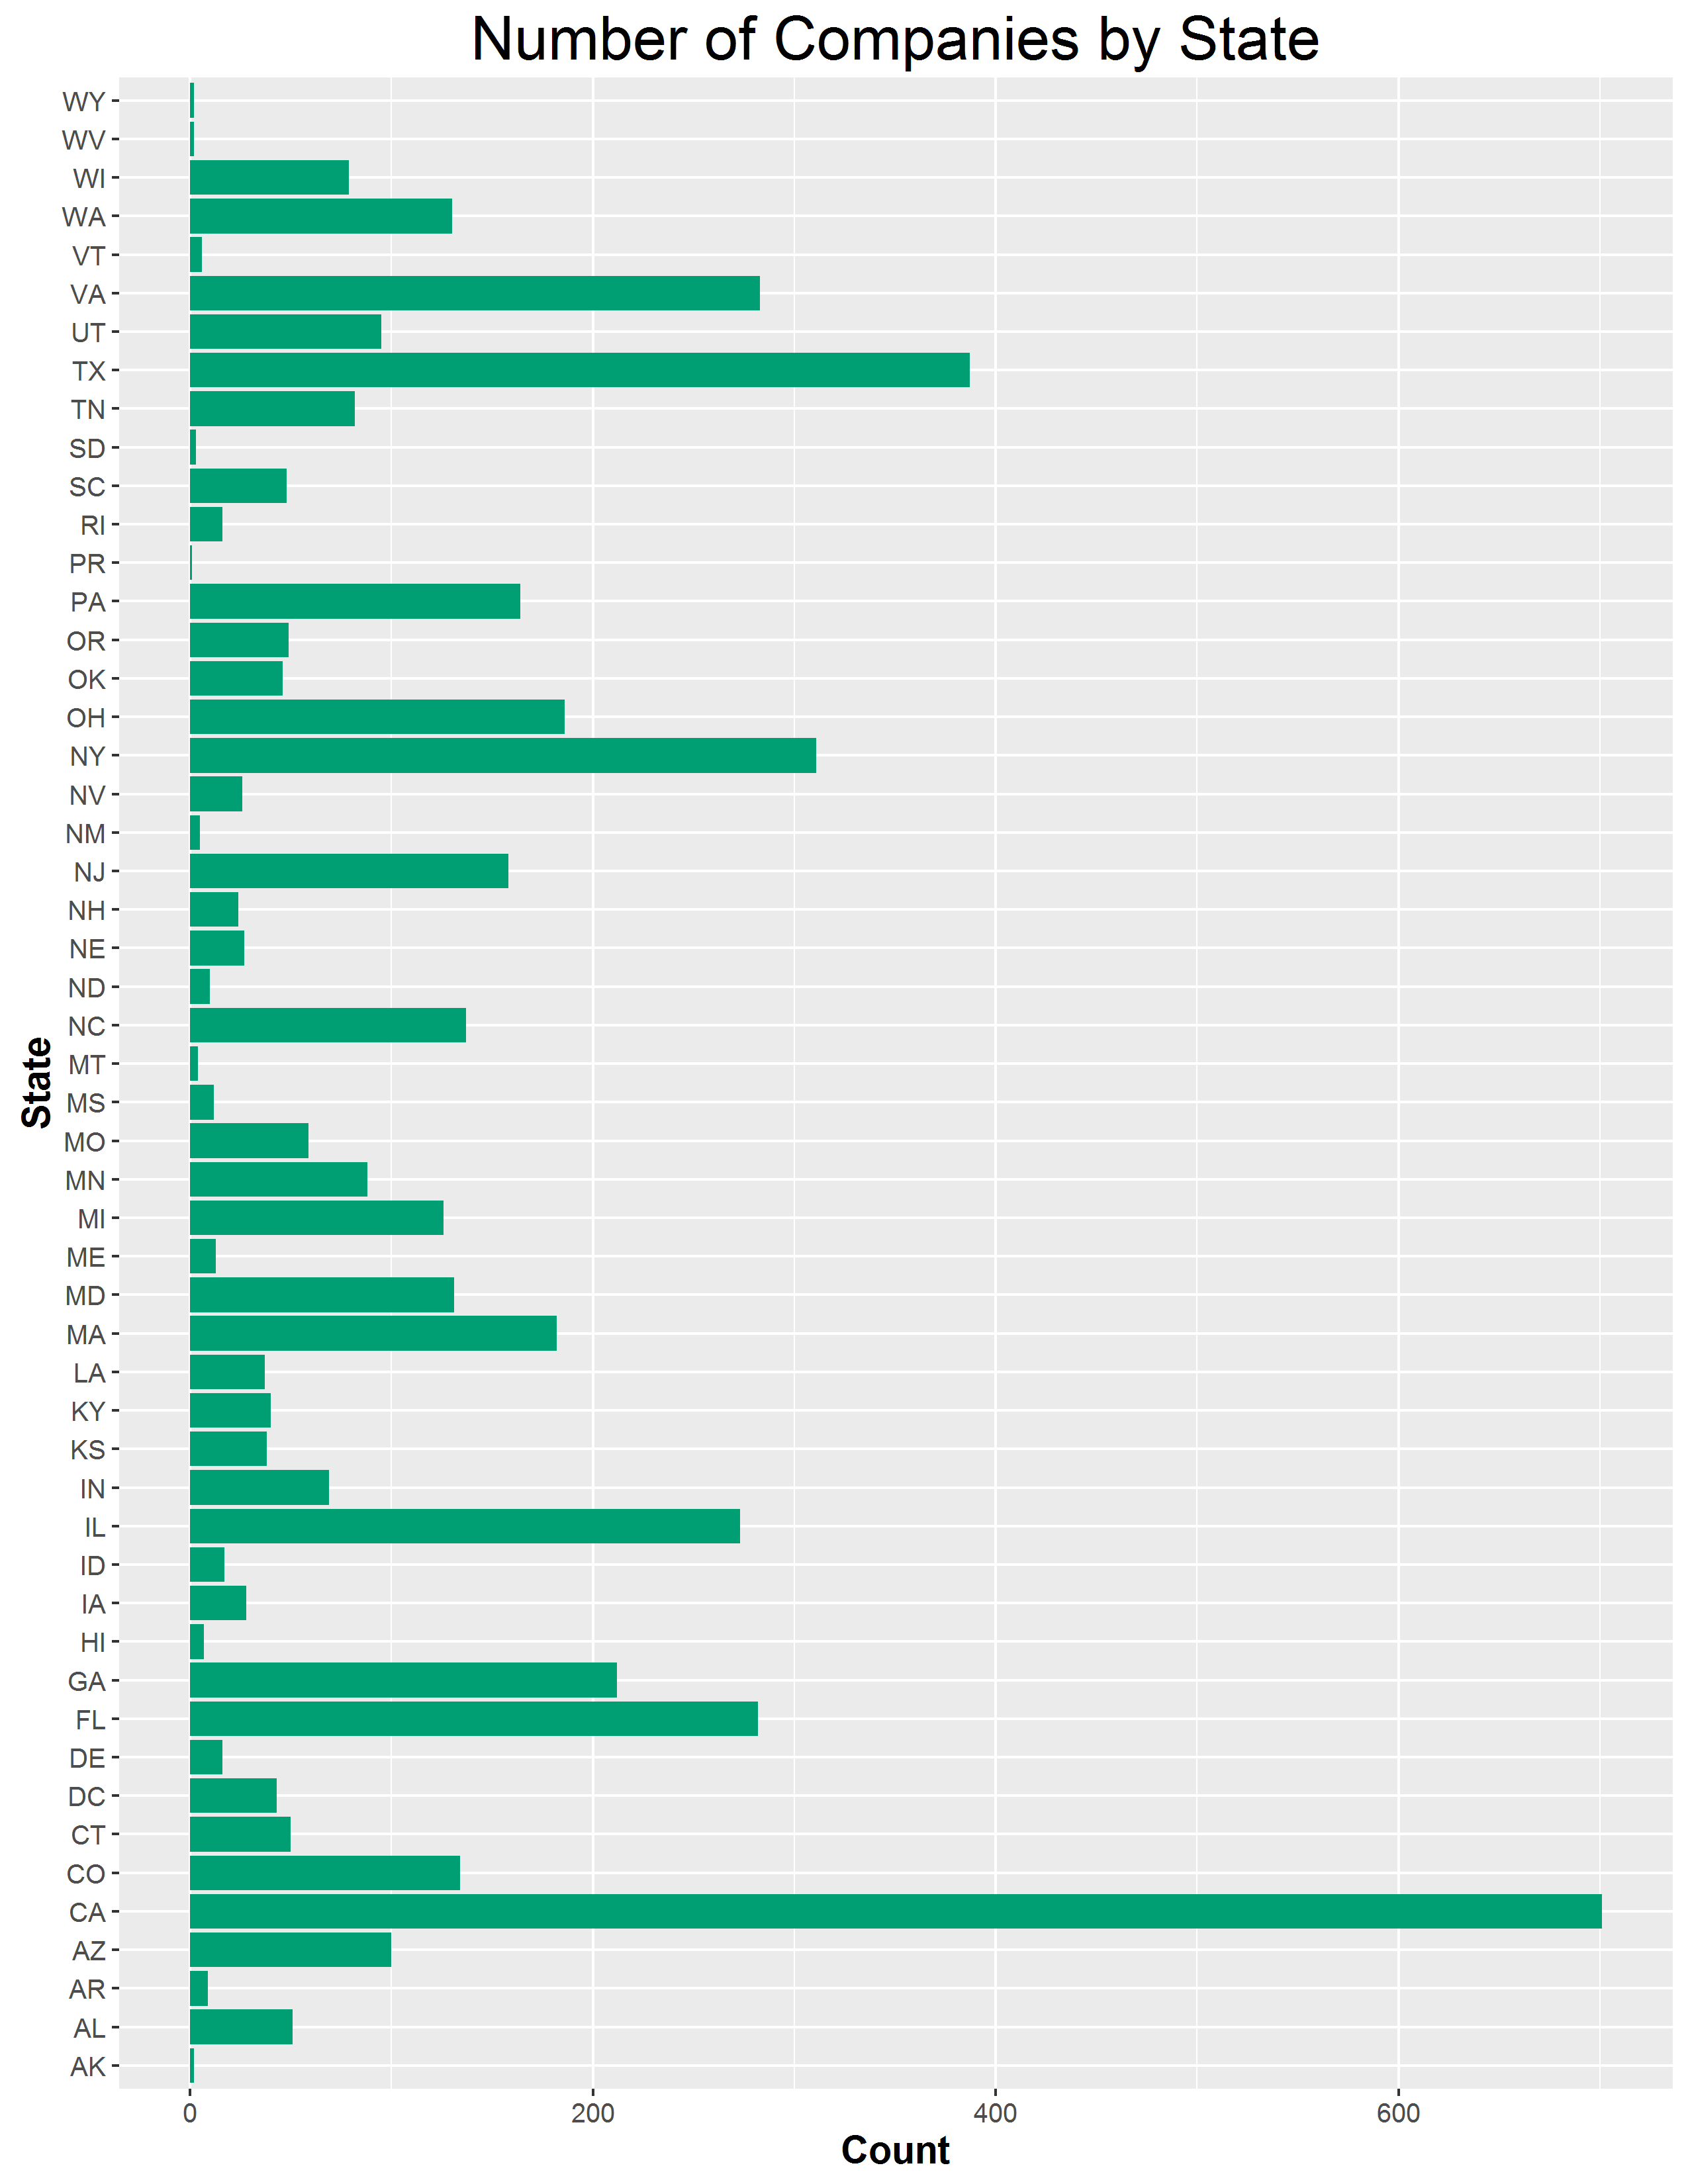 Number of Companies by State
WY
WV
WI
WA
VT
VA
UT
TX
TN
SD
SC
RI
PR
PA
OR
OK
OH
NY
NV
NM
NJ
NH
NE
ND
NC
MT
MS
MO
MN
MI
ME
MD
MA
LA
KY
KS
IN
IL
ID
IA
HI
GA
FL
DE
DC
CT
CO
CA
AZ
AR
AL
AK
State
0 200 400 600
Count